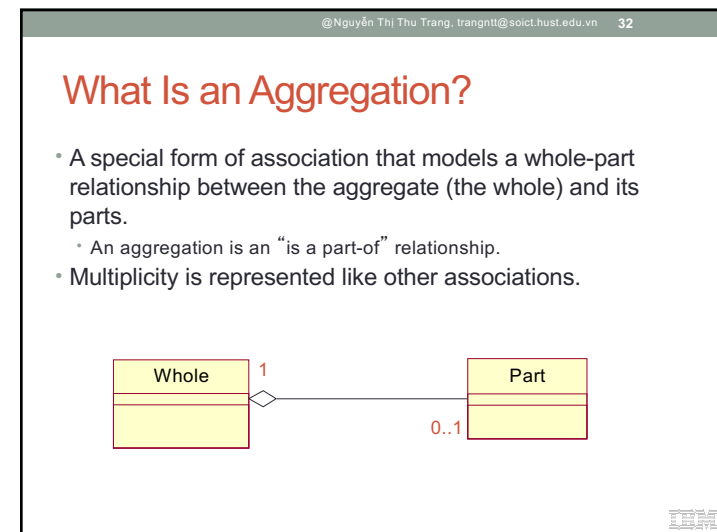 @Nguyễn Thị Thu Trang, trangntt@soict.hust.edu.vn 32
What Is an Aggregation?
• A special form of association that models a whole-part
relationship between the aggregate (the whole) and its
parts.
• An aggregation is an “is a part-of” relationship.
• Multiplicity is represented like other associations.
Whole 1 Part
0..1
IBM